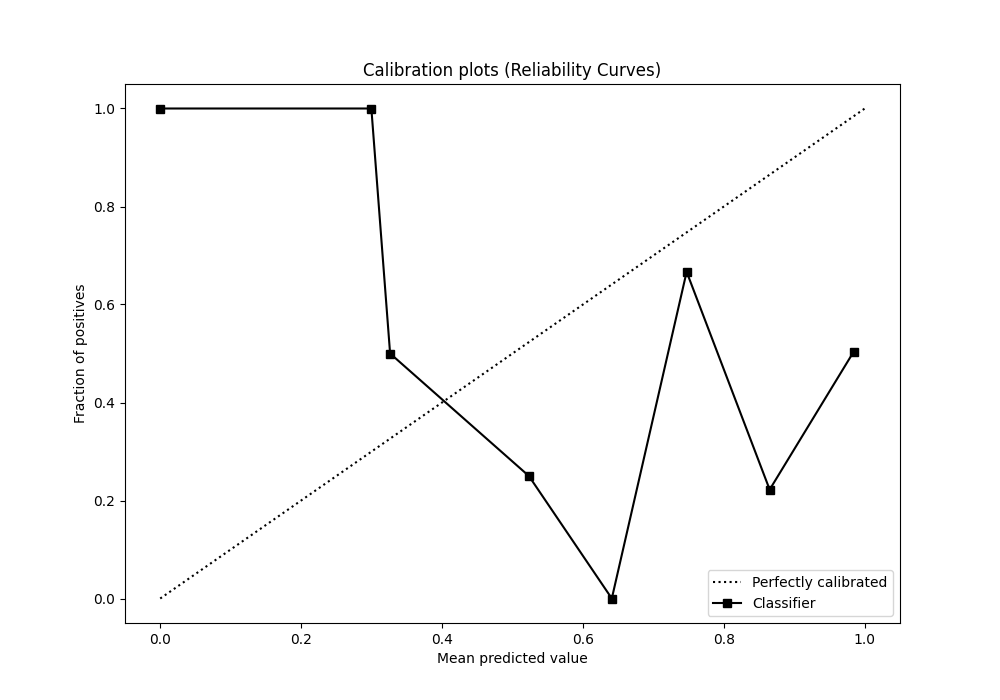 Calibration plots (Reliability Curves)
1.0
0.8
0.6
0.4
0.2
0.0
Fraction of positives
0.0 0.2 0.4 0.6 0.8 1.0
Mean predicted value
Perfectly calibrated
Classifier